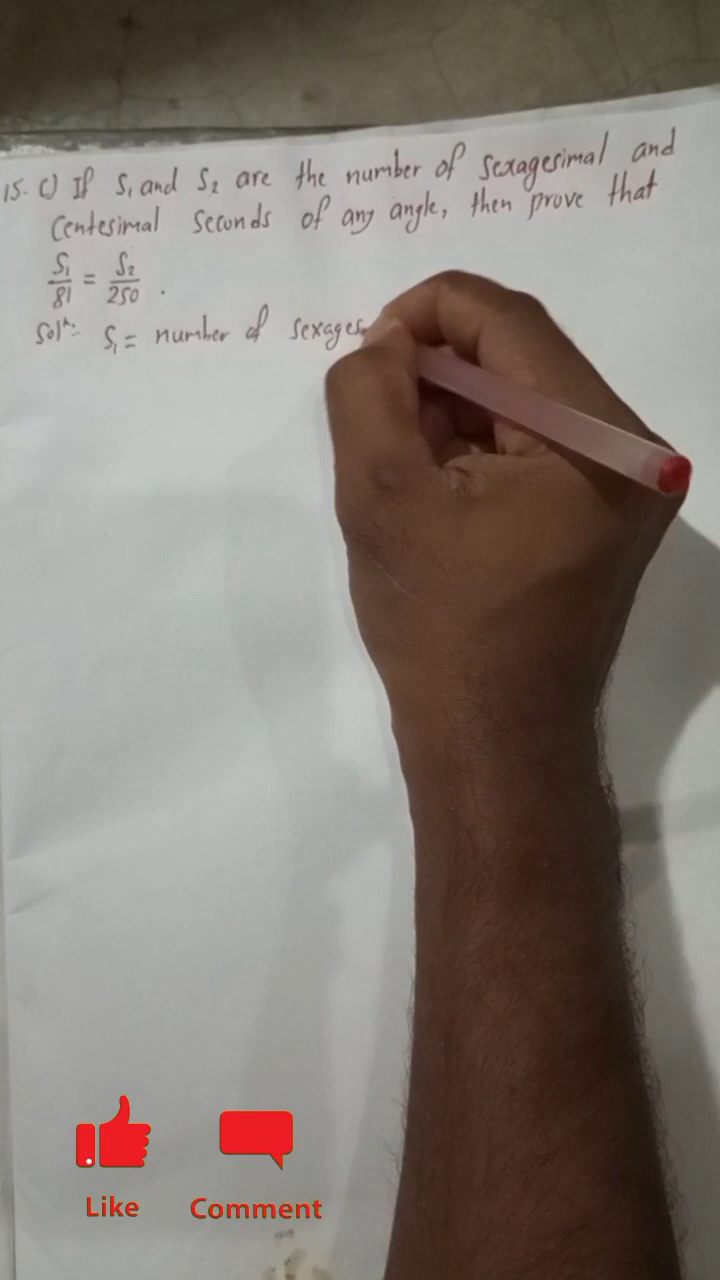 15. c) If S₁ and S₂ are the number of sexagesimal and
Centesimal Seconds of any angle, then prove that
S₁/81 = S₂/250 .
Solⁿ: S₁ = number of sexages
Like
Comment